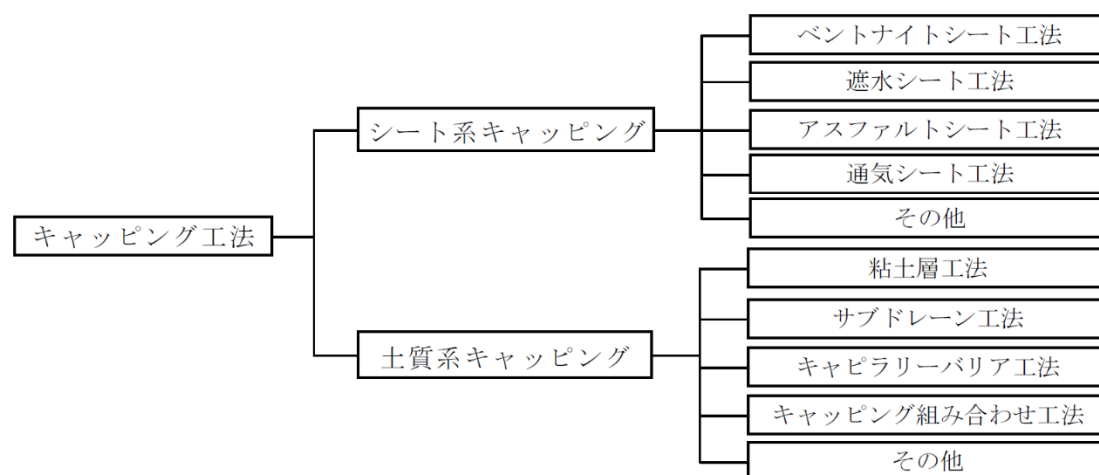 キャッピング工法
シート系キャッピング
ベントナイトシート工法
遮水シート工法
アスファルトシート工法
通気シート工法
その他
土質系キャッピング
粘土層工法
サブドレーン工法
キャピラリーバリア工法
キャッピング組み合わせ工法
その他